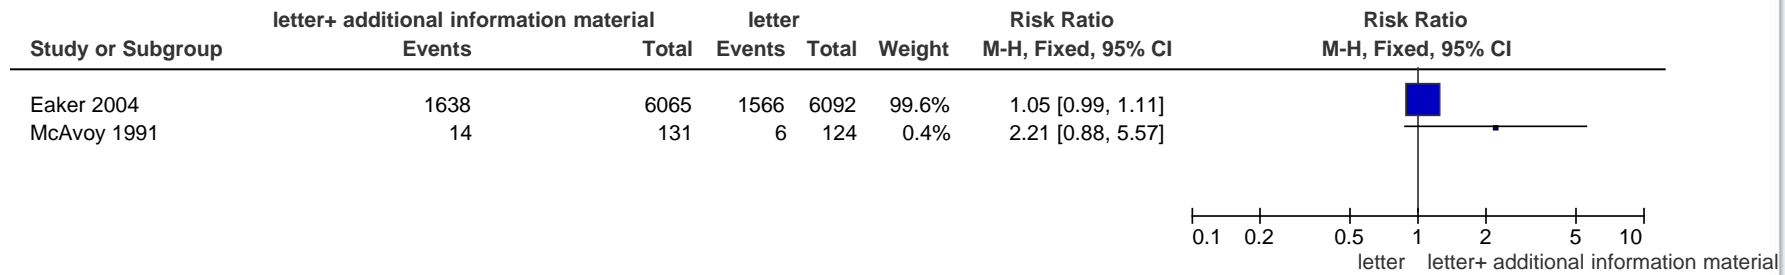 letter+ additional information material letter Risk Ratio Risk Ratio
Study or Subgroup Events Total Events Total Weight M-H, Fixed, 95% CI M-H, Fixed, 95% CI
Eaker 2004 1638 6065 1566 6092 99.6% 1.05 [0.99, 1.11]
McAvoy 1991 14 131 6 124 0.4% 2.21 [0.88, 5.57]
0.1 0.2 0.5 1 2 5 10
letter letter+ additional information material